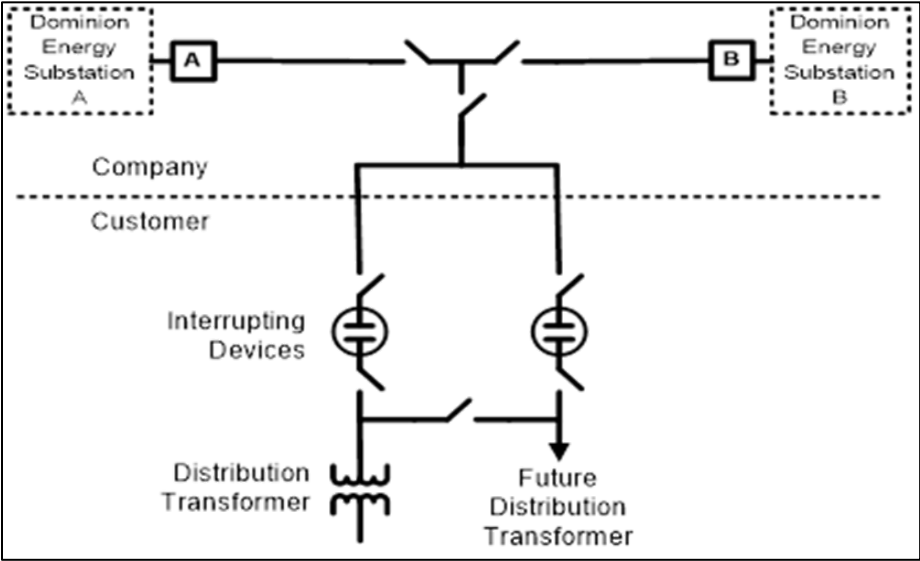 Dominion
Energy
Substation
A
A
B
Dominion
Energy
Substation
B
Company
Customer
Interrupting
Devices
Distribution
Transformer
Future
Distribution
Transformer